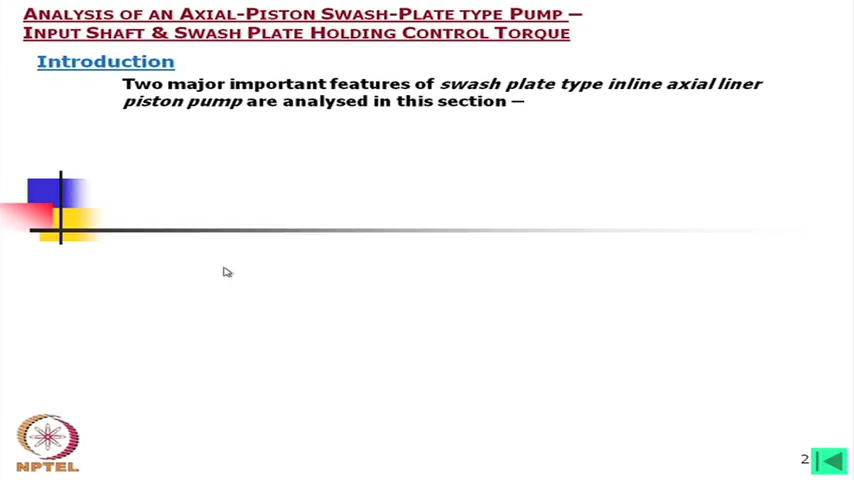 ANALYSIS OF AN AXIAL-PISTON SWASH-PLATE TYPE PUMP –
INPUT SHAFT & SWASH PLATE HOLDING CONTROL TORQUE
Introduction
Two major important features of swash plate type inline axial liner
piston pump are analysed in this section –
NPTEL
2